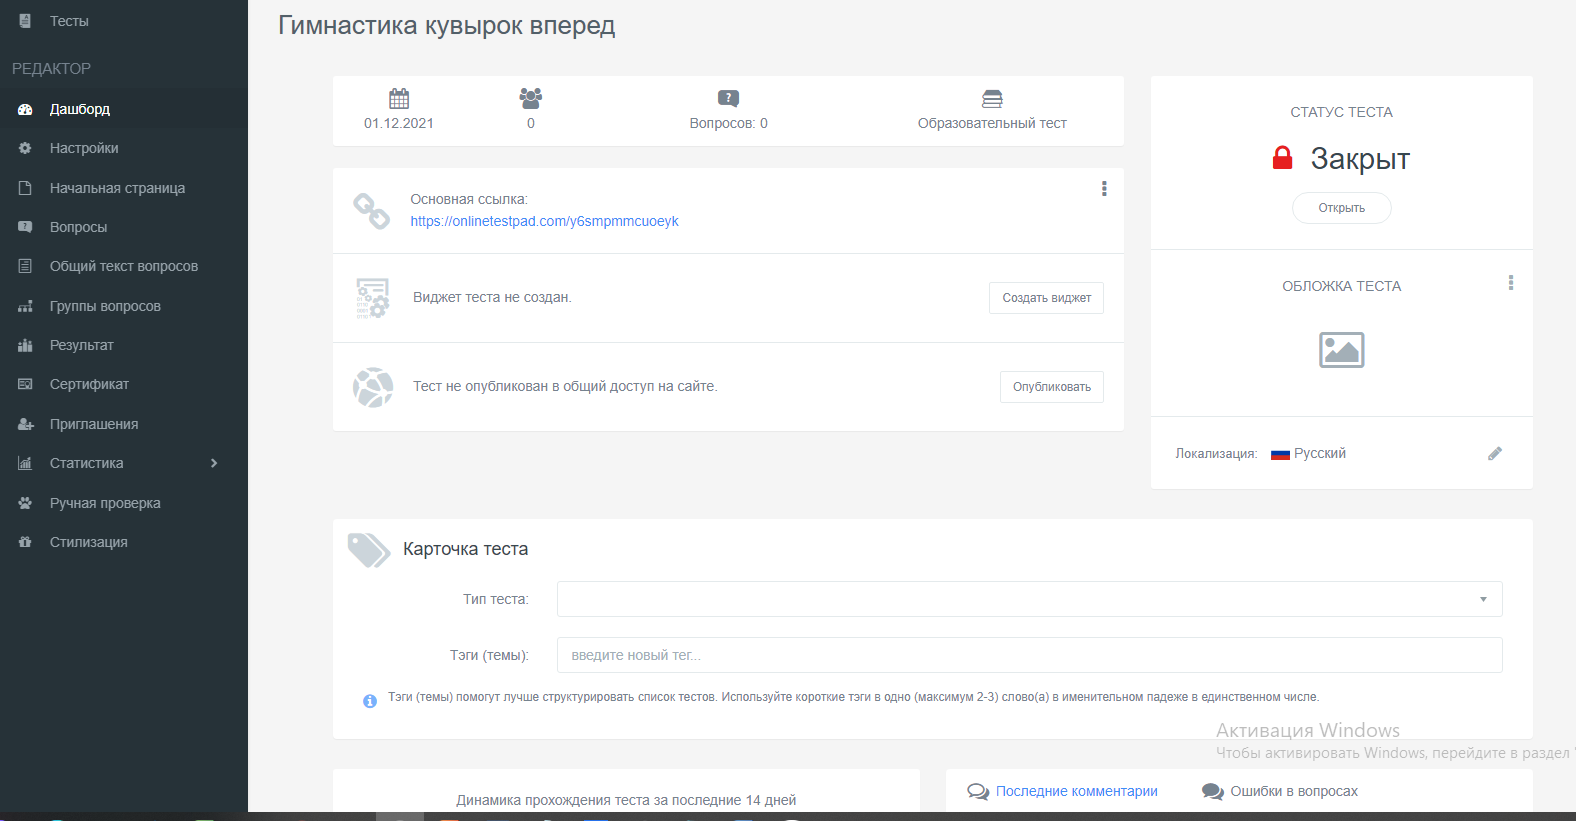 Тесты
РЕДАКТОР
Дашборд
Настройки
Начальная страница
Вопросы
Общий текст вопросов
Группы вопросов
Результат
Сертификат
Приглашения
Статистика
Ручная проверка
Стилизация
Гимнастика кувырок вперед
01.12.2021
0
Вопросов: 0
Образовательный тест
Основная ссылка:
https://onlinetestpad.com/y6smpmmcuoeyk
Виджет теста не создан.
Создать виджет
Тест не опубликован в общий доступ на сайте.
Опубликовать
СТАТУС ТЕСТА
Закрыт
Открыть
ОБЛОЖКА ТЕСТА
Локализация: Русский
Карточка теста
Тип теста:
Тэги (темы): введите новый тег...
Тэги (темы) помогут лучше структурировать список тестов. Используйте короткие тэги в одно (максимум 2-3) слово(а) в именительном падеже в единственном числе.
Активация Windows
Чтобы активировать Windows, перейдите в раздел "
Динамика прохождения теста за последние 14 дней
Последние комментарии
Ошибки в вопросах